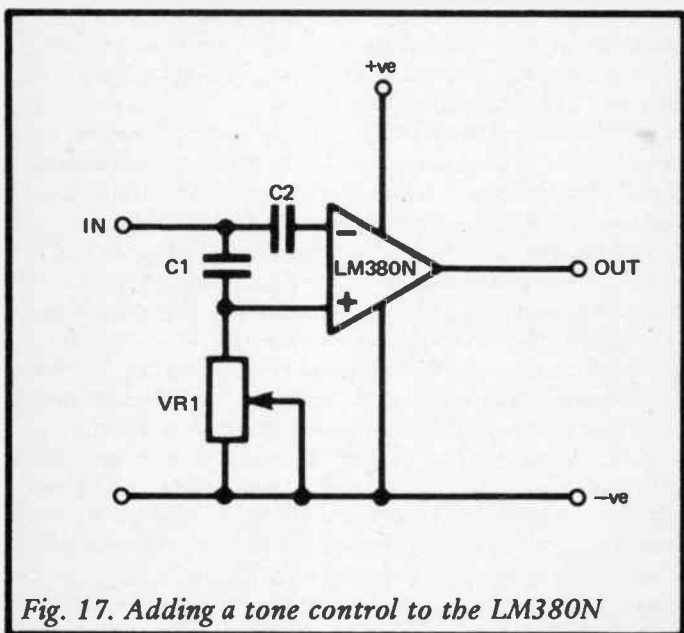 +ve
IN
C2
C1
−
LM380N
+
OUT
VR1
−ve
Fig. 17. Adding a tone control to the LM380N